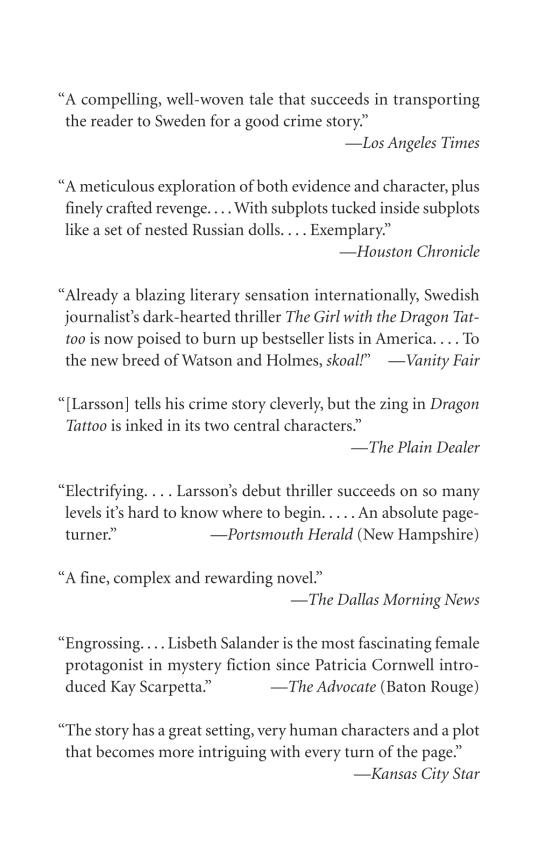 “A compelling, well-woven tale that succeeds in transporting
the reader to Sweden for a good crime story.”
—Los Angeles Times
“A meticulous exploration of both evidence and character, plus
finely crafted revenge. . . . With subplots tucked inside subplots
like a set of nested Russian dolls. . . . Exemplary.”
—Houston Chronicle
“Already a blazing literary sensation internationally, Swedish
journalist’s dark-hearted thriller The Girl with the Dragon Tat-
too is now poised to burn up bestseller lists in America. . . . To
the new breed of Watson and Holmes, skoal!” —Vanity Fair
“[Larsson] tells his crime story cleverly, but the zing in Dragon
Tattoo is inked in its two central characters.”
—The Plain Dealer
“Electrifying. . . . Larsson’s debut thriller succeeds on so many
levels it’s hard to know where to begin. . . . . An absolute page-
turner.” —Portsmouth Herald (New Hampshire)
“A fine, complex and rewarding novel.”
—The Dallas Morning News
“Engrossing. . . . Lisbeth Salander is the most fascinating female
protagonist in mystery fiction since Patricia Cornwell intro-
duced Kay Scarpetta.” —The Advocate (Baton Rouge)
“The story has a great setting, very human characters and a plot
that becomes more intriguing with every turn of the page.”
—Kansas City Star